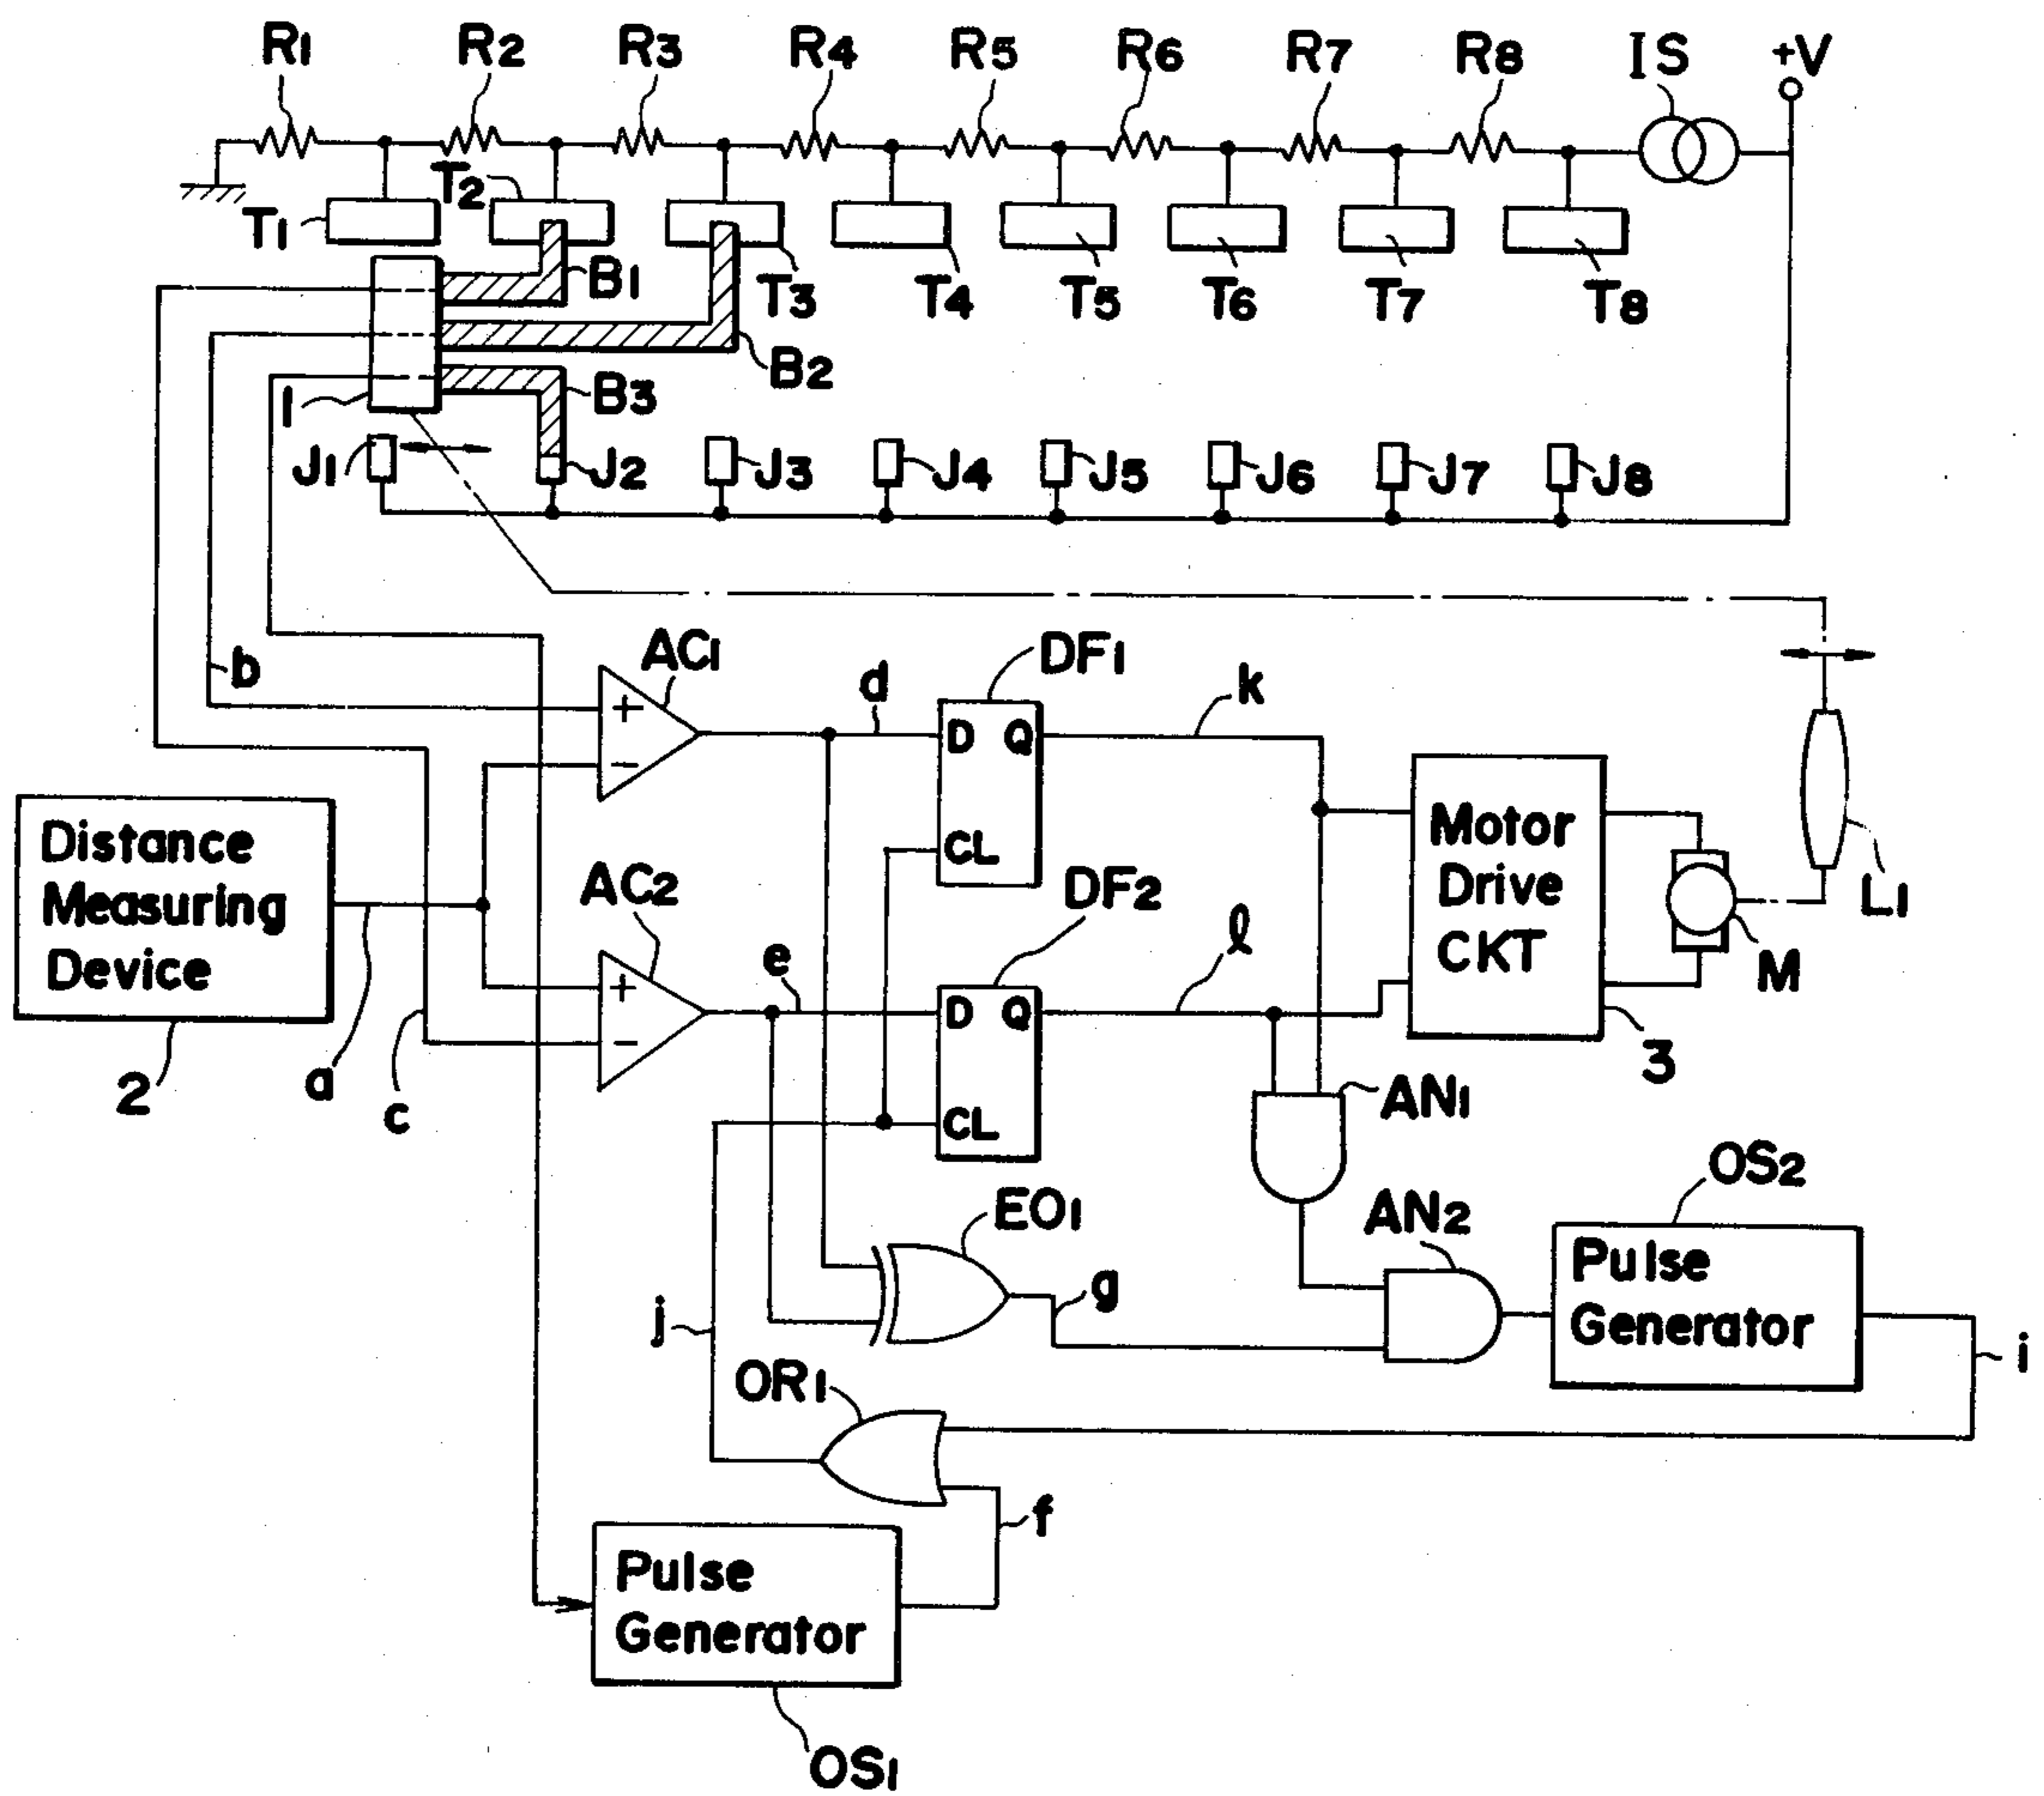 R1 R2 R3 R4 R5 R6 R7 R8 IS +V
T1 T2 T3 T4 T5 T6 T7 T8
B1
B2
B3
1
J1 J2 J3 J4 J5 J6 J7 J8
b
AC1
+
−
d
DF1
D Q
CL
k
Distance
Measuring
Device
2
a
c
AC2
+
−
e
DF2
D Q
CL
ℓ
Motor
Drive
CKT
3
M
L1
AN1
AN2
OS2
Pulse
Generator
i
EO1
g
j
OR1
f
Pulse
Generator
OS1